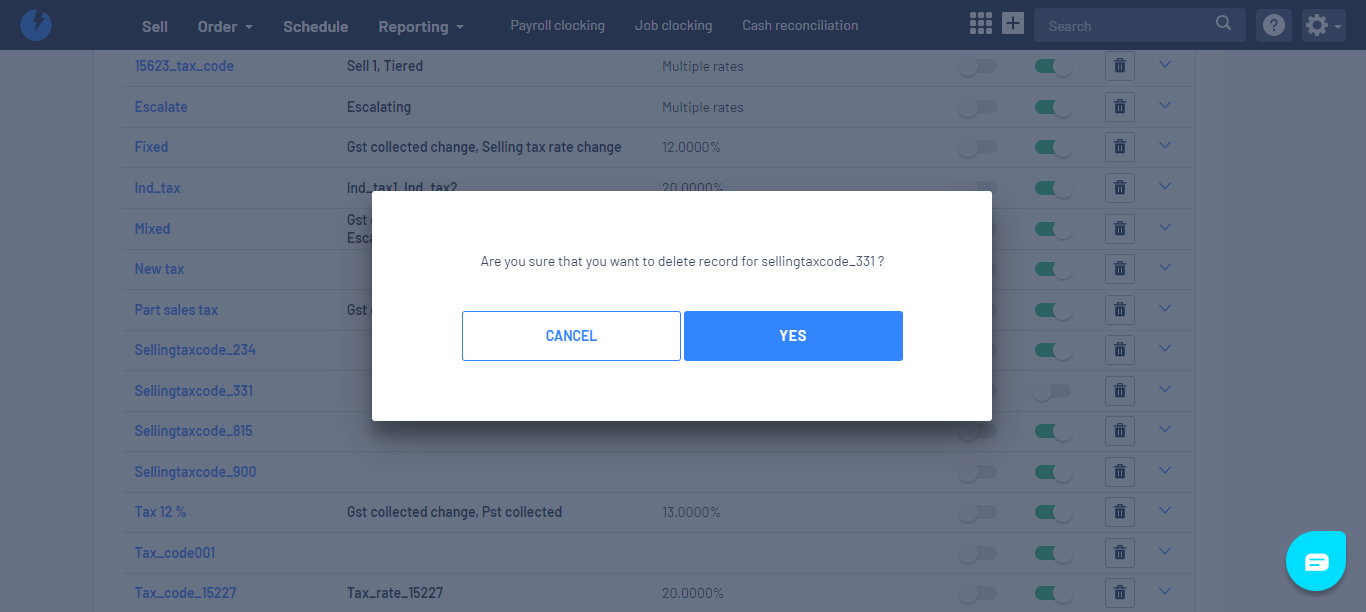 Sell Order Schedule Reporting Payroll clocking Job clocking Cash reconciliation Search
15623_tax_code Sell 1, Tiered Multiple rates
Escalate Escalating Multiple rates
Fixed Gst collected change, Selling tax rate change 12.0000%
Ind_tax Ind_tax1, Ind_tax2 20.0000%
Mixed Gst
Esca
New tax
Part sales tax Gst
Sellingtaxcode_234
Sellingtaxcode_331
Sellingtaxcode_815
Sellingtaxcode_900
Tax 12 % Gst collected change, Pst collected 13.0000%
Tax_code001
Tax_code_15227 Tax_rate_15227 20.0000%
Are you sure that you want to delete record for sellingtaxcode_331 ?
CANCEL YES